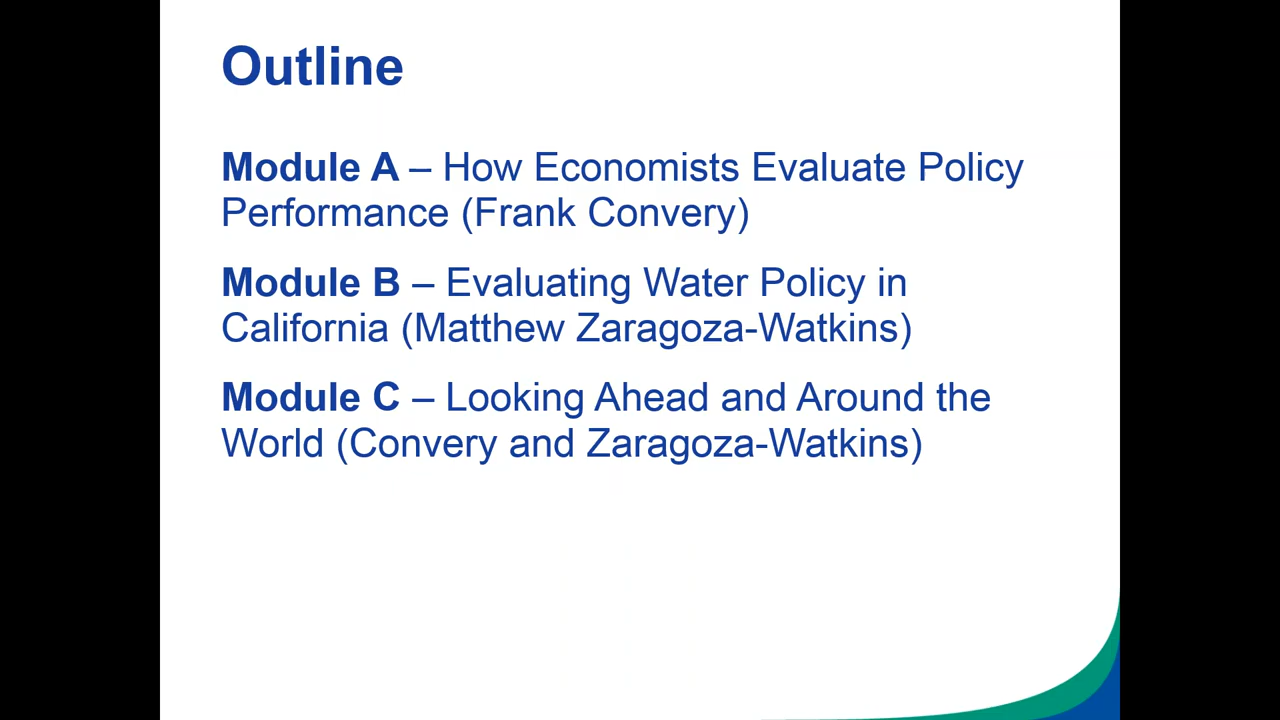 Outline
Module A – How Economists Evaluate Policy
Performance (Frank Convery)
Module B – Evaluating Water Policy in
California (Matthew Zaragoza-Watkins)
Module C – Looking Ahead and Around the
World (Convery and Zaragoza-Watkins)